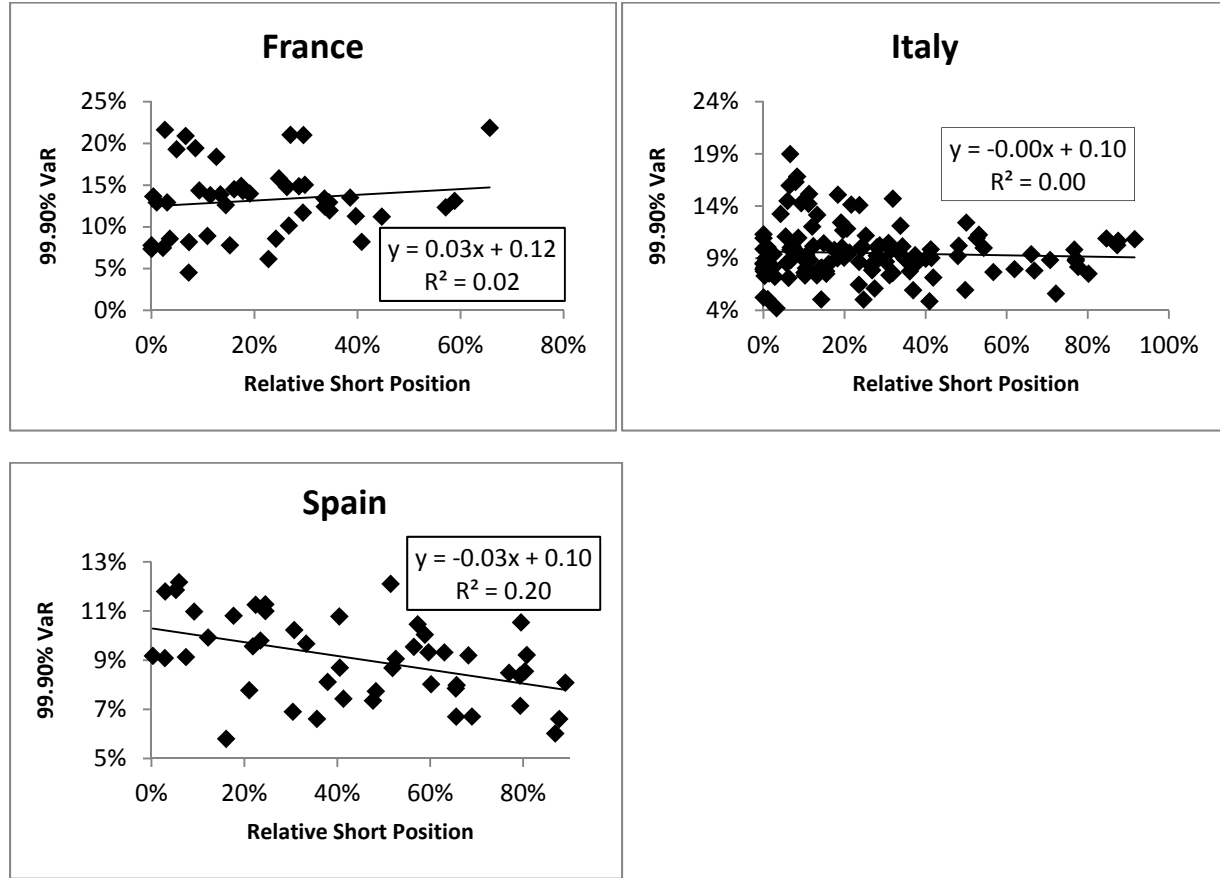 France
25%
20%
15%
10%
5%
0%
99.90% VaR
y = 0.03x + 0.12
R² = 0.02
0% 20% 40% 60% 80%
Relative Short Position
Italy
24%
19%
14%
9%
4%
99.90% VaR
y = -0.00x + 0.10
R² = 0.00
0% 20% 40% 60% 80% 100%
Relative Short Position
Spain
13%
11%
9%
7%
5%
99.90% VaR
y = -0.03x + 0.10
R² = 0.20
0% 20% 40% 60% 80%
Relative Short Position